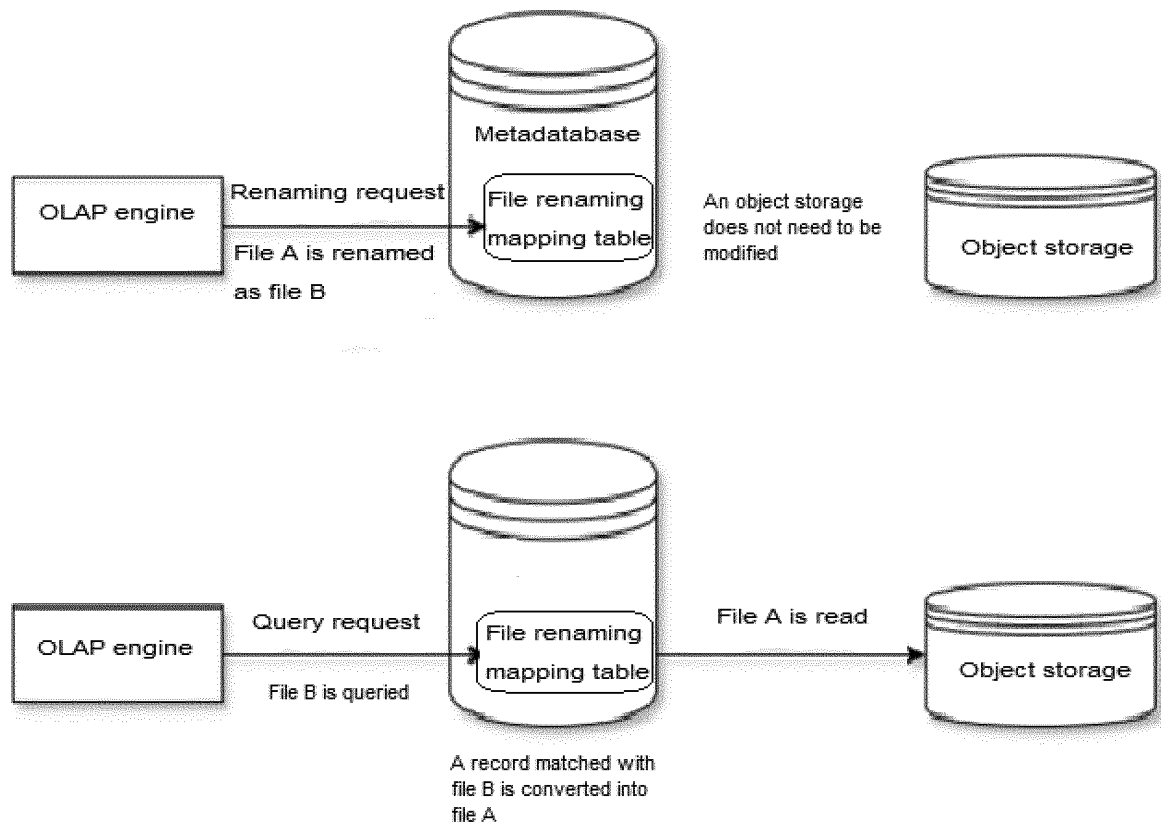 Metadatabase
OLAP engine
Renaming request
File A is renamed
as file B
File renaming
mapping table
An object storage
does not need to be
modified
Object storage
OLAP engine
Query request
File B is queried
File renaming
mapping table
File A is read
Object storage
A record matched with
file B is converted into
file A